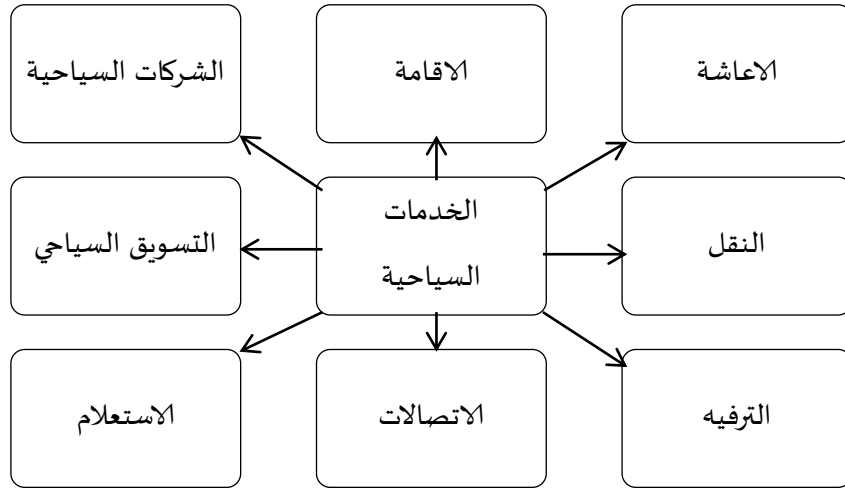 الاعاشة
الاقامة
الشركات السياحية
النقل
الخدمات
السياحية
التسويق السياحي
الترفيه
الاتصالات
الاستعلام